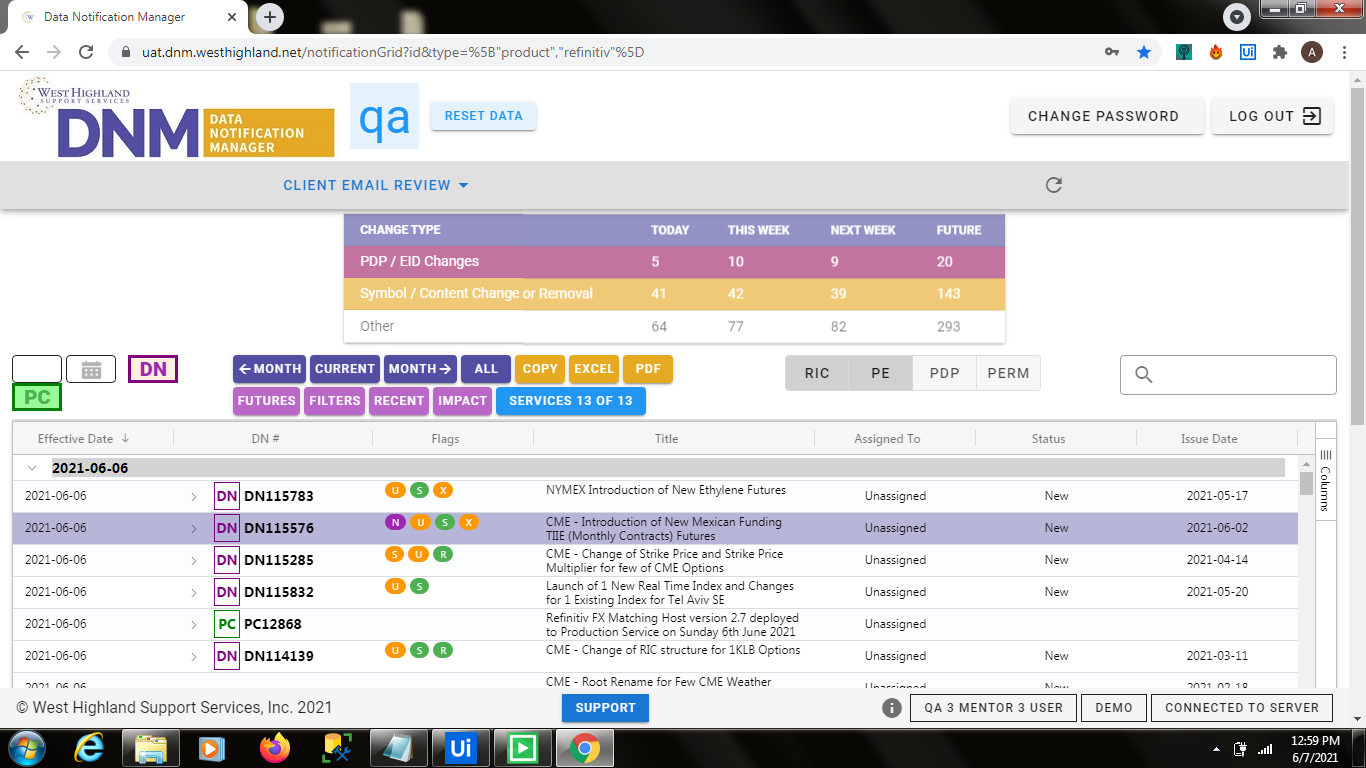 Data Notification Manager
uat.dnm.westhighland.net/notificationGrid?id&type=%5B"product","refinitiv"%5D
Ui
A
WEST HIGHLAND
SUPPORT SERVICES
DNM
DATA
NOTIFICATION
MANAGER
qa
RESET DATA
CHANGE PASSWORD
LOG OUT
CLIENT EMAIL REVIEW
CHANGE TYPE TODAY THIS WEEK NEXT WEEK FUTURE
PDP / EID Changes 5 10 9 20
Symbol / Content Change or Removal 41 42 39 143
Other 64 77 82 293
DN
PC
←MONTH CURRENT MONTH→ ALL COPY EXCEL PDF
FUTURES FILTERS RECENT IMPACT SERVICES 13 OF 13
RIC PE PDP PERM
Effective Date ↓ DN # Flags Title Assigned To Status Issue Date
Columns
2021-06-06
2021-06-06 DN DN115783 U S X NYMEX Introduction of New Ethylene Futures Unassigned New 2021-05-17
2021-06-06 DN DN115576 N U S X CME - Introduction of New Mexican Funding Unassigned New 2021-06-02
TIIE (Monthly Contracts) Futures
2021-06-06 DN DN115285 S U R CME - Change of Strike Price and Strike Price Unassigned New 2021-04-14
Multiplier for few of CME Options
2021-06-06 DN DN115832 U S Launch of 1 New Real Time Index and Changes Unassigned New 2021-05-20
for 1 Existing Index for Tel Aviv SE
2021-06-06 PC PC12868 Refinitiv FX Matching Host version 2.7 deployed Unassigned
to Production Service on Sunday 6th June 2021
2021-06-06 DN DN114139 U S R CME - Change of RIC structure for 1KLB Options Unassigned New 2021-03-11
2021-06-06 CME - Root Rename for Few CME Weather Unassigned New 2021-02-18
© West Highland Support Services, Inc. 2021
SUPPORT
QA 3 MENTOR 3 USER
DEMO
CONNECTED TO SERVER
Ui
12:59 PM
6/7/2021